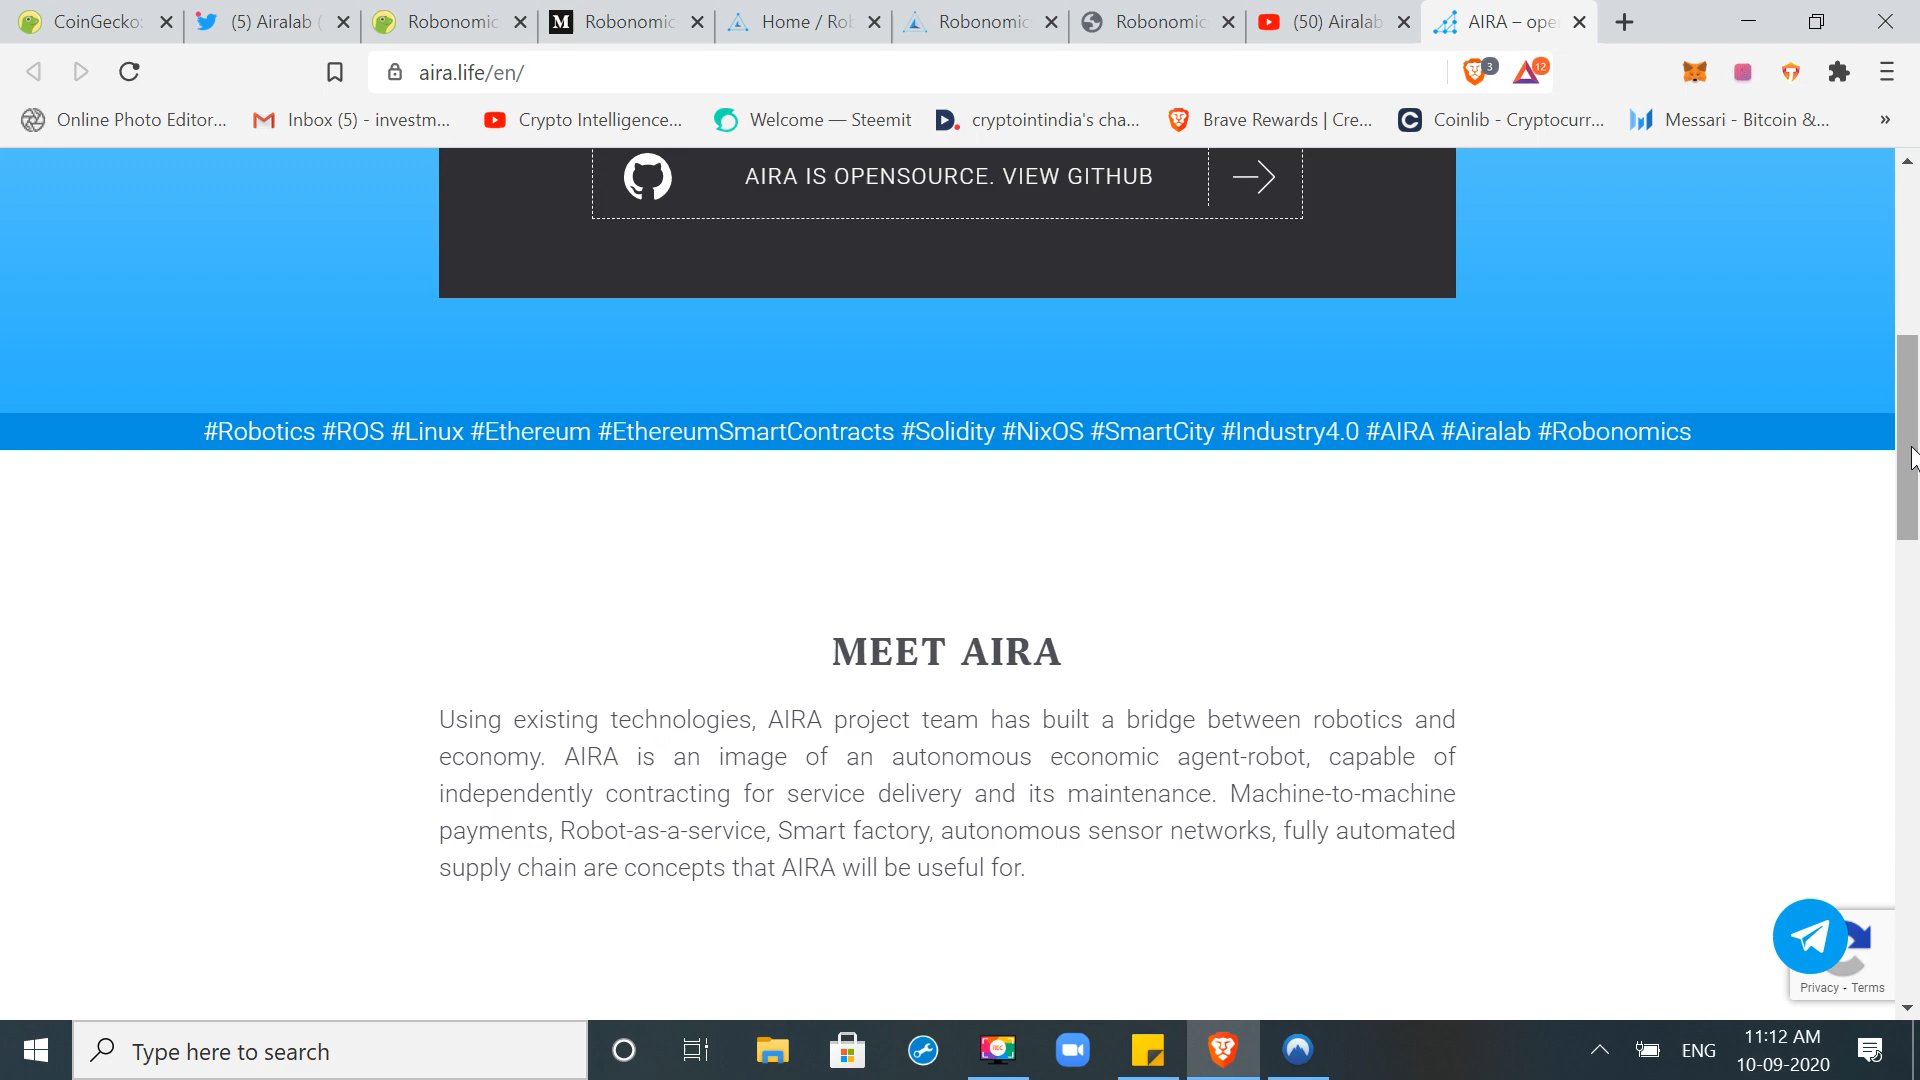 CoinGecko: (5) Airalab ( Robonomic M Robonomic Home / Rob Robonomic Robonomic (50) Airalab AIRA – ope
aira.life/en/ 3 12
Online Photo Editor... Inbox (5) - investm... Crypto Intelligence... Welcome — Steemit D. cryptointindia's cha... Brave Rewards | Cre... Coinlib - Cryptocurr... Messari - Bitcoin &... »
AIRA IS OPENSOURCE. VIEW GITHUB
#Robotics #ROS #Linux #Ethereum #EthereumSmartContracts #Solidity #NixOS #SmartCity #Industry4.0 #AIRA #Airalab #Robonomics
MEET AIRA
Using existing technologies, AIRA project team has built a bridge between robotics and
economy. AIRA is an image of an autonomous economic agent-robot, capable of
independently contracting for service delivery and its maintenance. Machine-to-machine
payments, Robot-as-a-service, Smart factory, autonomous sensor networks, fully automated
supply chain are concepts that AIRA will be useful for.
Privacy - Terms
Type here to search
REC
ENG
11:12 AM
10-09-2020